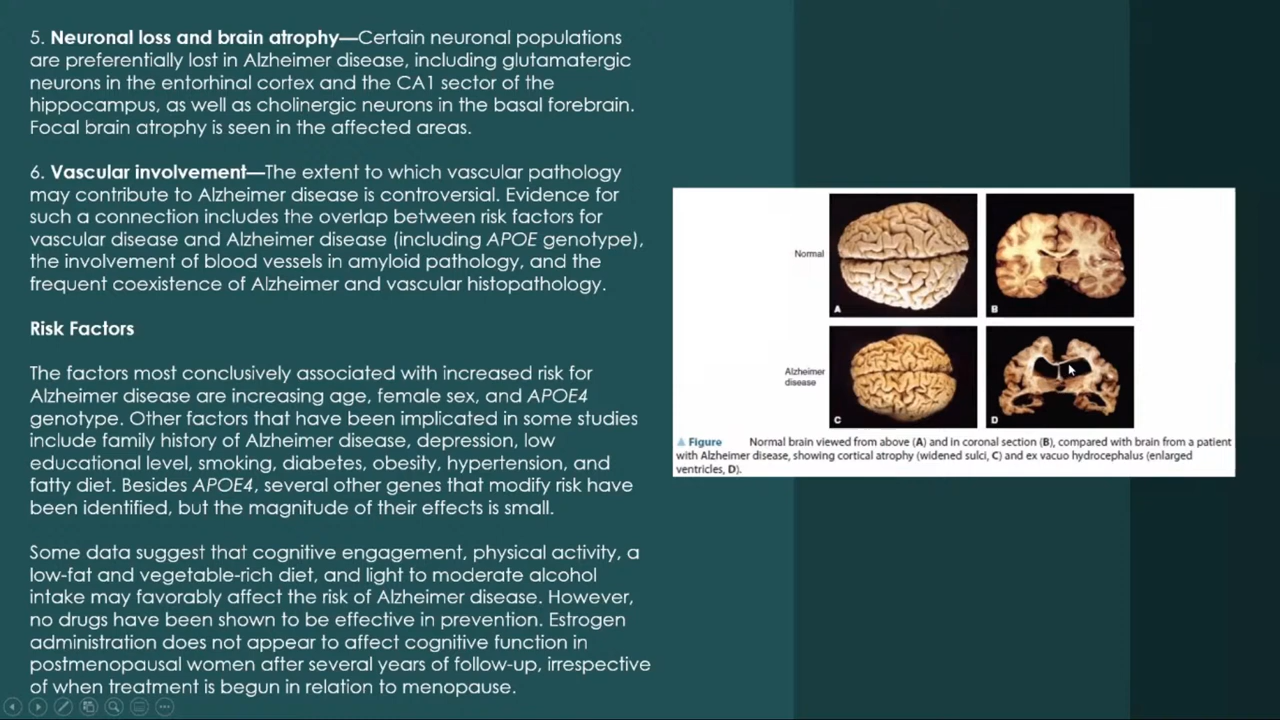 5. Neuronal loss and brain atrophy—Certain neuronal populations
are preferentially lost in Alzheimer disease, including glutamatergic
neurons in the entorhinal cortex and the CA1 sector of the
hippocampus, as well as cholinergic neurons in the basal forebrain.
Focal brain atrophy is seen in the affected areas.
6. Vascular involvement—The extent to which vascular pathology
may contribute to Alzheimer disease is controversial. Evidence for
such a connection includes the overlap between risk factors for
vascular disease and Alzheimer disease (including APOE genotype),
the involvement of blood vessels in amyloid pathology, and the
frequent coexistence of Alzheimer and vascular histopathology.
Risk Factors
The factors most conclusively associated with increased risk for
Alzheimer disease are increasing age, female sex, and APOE4
genotype. Other factors that have been implicated in some studies
include family history of Alzheimer disease, depression, low
educational level, smoking, diabetes, obesity, hypertension, and
fatty diet. Besides APOE4, several other genes that modify risk have
been identified, but the magnitude of their effects is small.
Some data suggest that cognitive engagement, physical activity, a
low-fat and vegetable-rich diet, and light to moderate alcohol
intake may favorably affect the risk of Alzheimer disease. However,
no drugs have been shown to be effective in prevention. Estrogen
administration does not appear to affect cognitive function in
postmenopausal women after several years of follow-up, irrespective
of when treatment is begun in relation to menopause.
Normal
A
B
Alzheimer
disease
C
D
Figure Normal brain viewed from above (A) and in coronal section (B), compared with brain from a patient
with Alzheimer disease, showing cortical atrophy (widened sulci, C) and ex vacuo hydrocephalus (enlarged
ventricles, D).